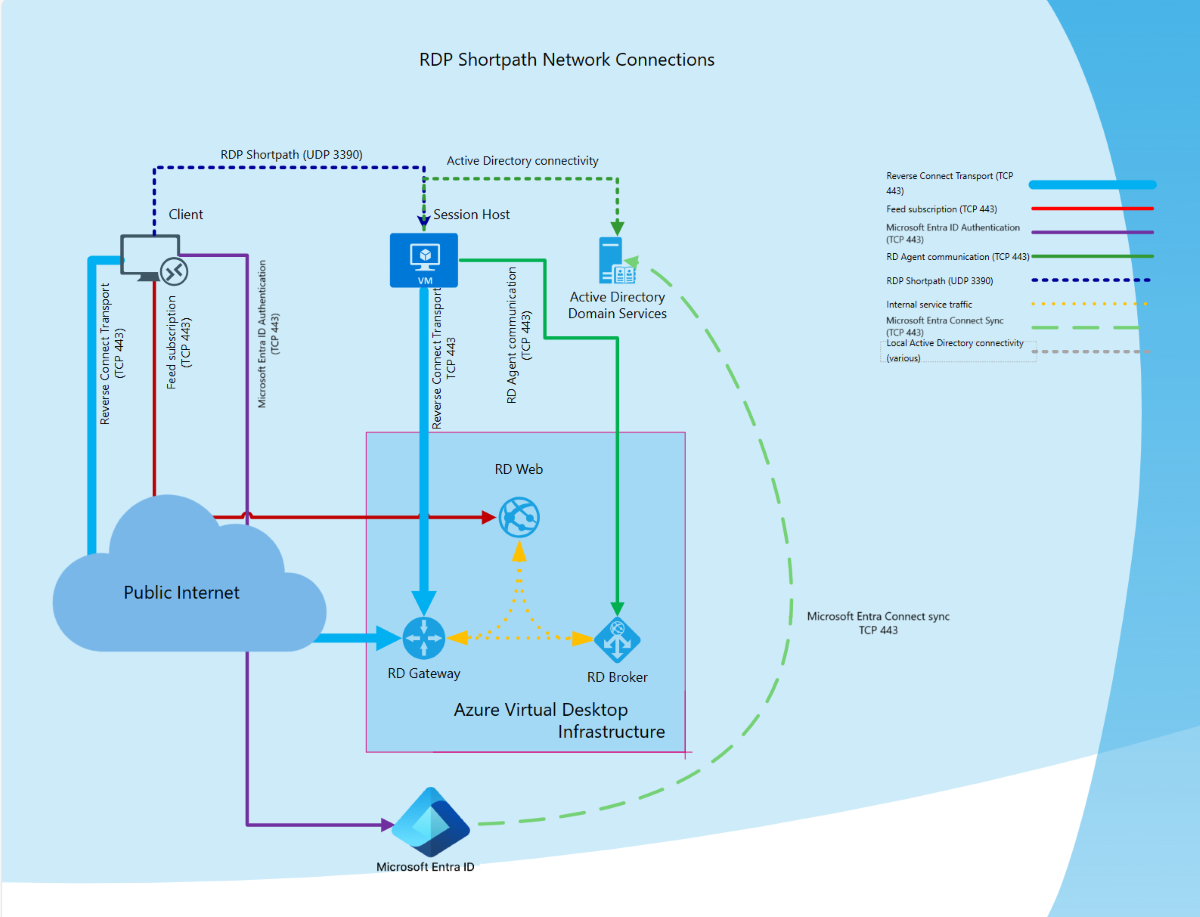 RDP Shortpath Network Connections
RDP Shortpath (UDP 3390)
Active Directory connectivity
Client
Session Host
VM
Active Directory
Domain Services
Reverse Connect Transport
(TCP 443)
Feed subscription
(TCP 443)
Microsoft Entra ID Authentication
(TCP 443)
Reverse Connect Transport
TCP 443
RD Agent communication
(TCP 443)
Reverse Connect Transport (TCP
443)
Feed subscription (TCP 443)
Microsoft Entra ID Authentication
(TCP 443)
RD Agent communication (TCP 443)
RDP Shortpath (UDP 3390)
Internal service traffic
Microsoft Entra Connect Sync
(TCP 443)
Local Active Directory connectivity
(various)
RD Web
Public Internet
RD Gateway
RD Broker
Azure Virtual Desktop
Infrastructure
Microsoft Entra Connect sync
TCP 443
Microsoft Entra ID